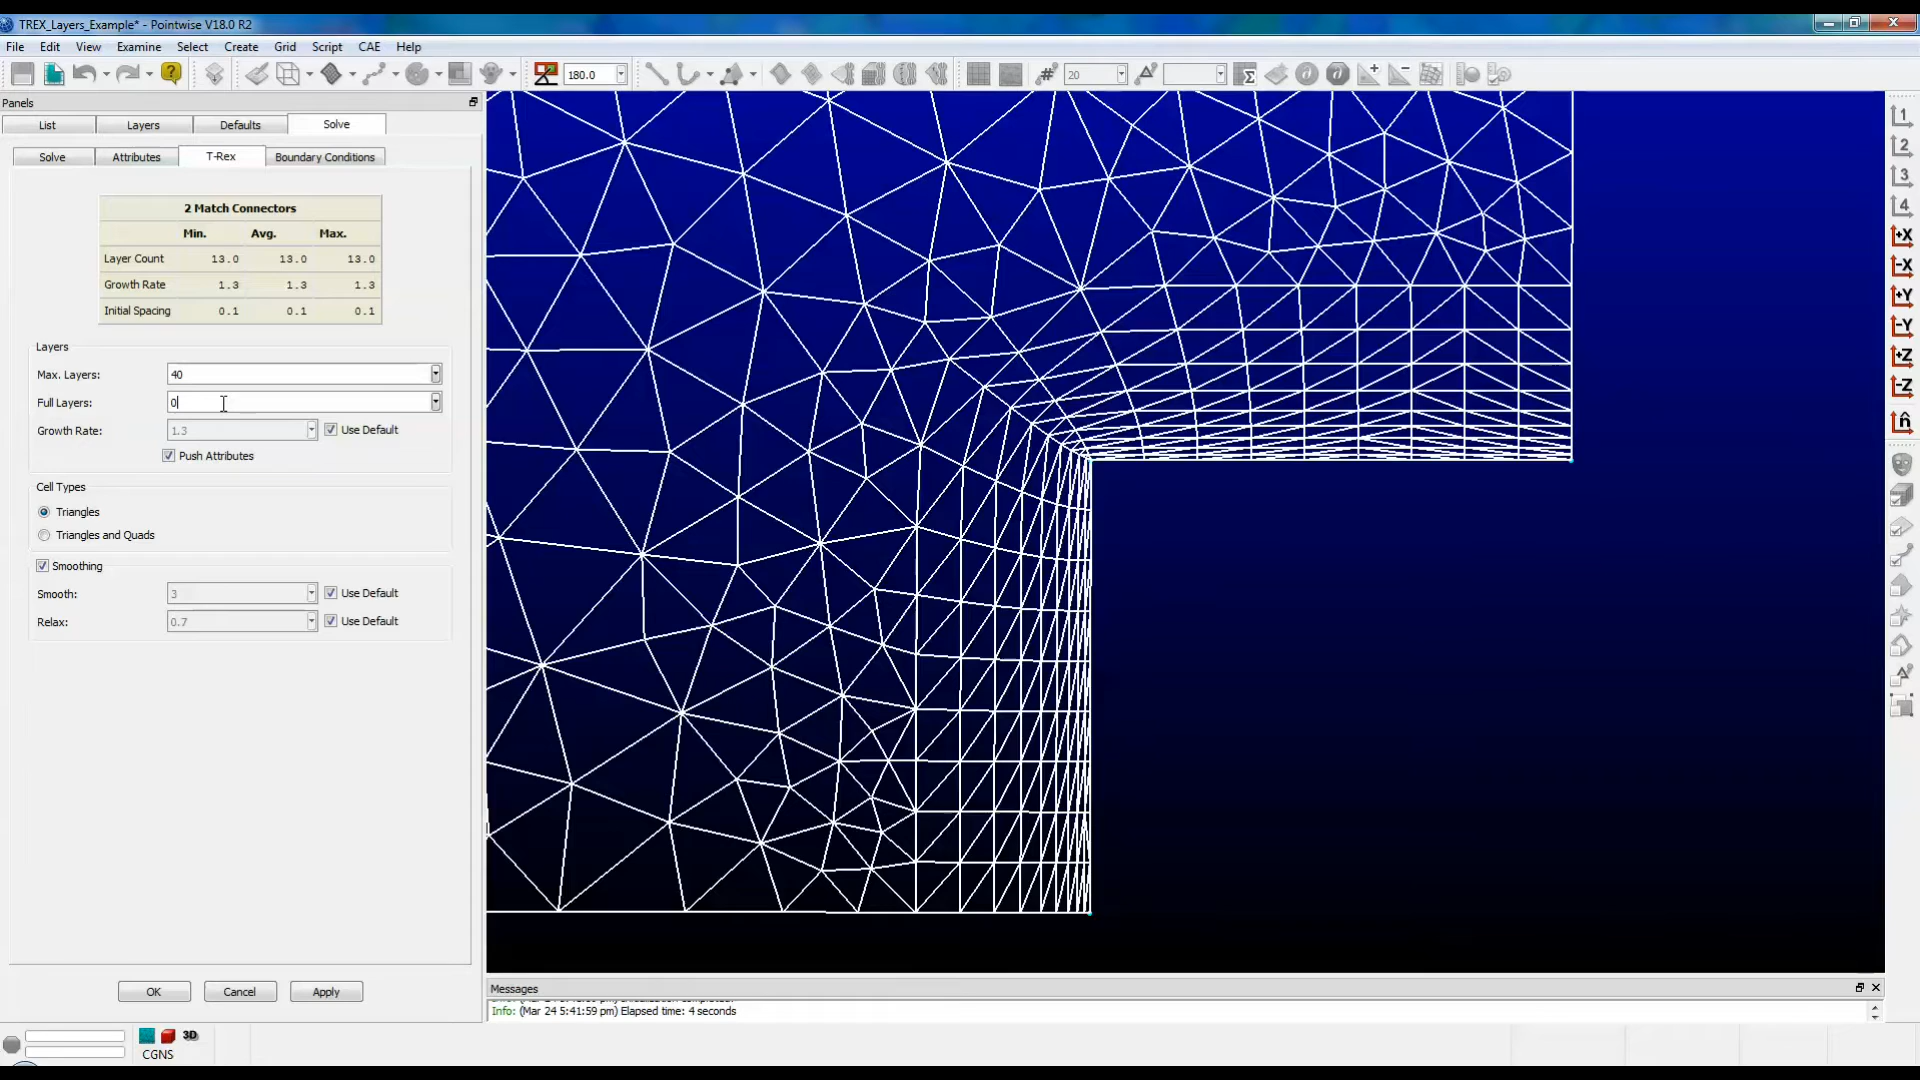 TREX_Layers_Example* - Pointwise V18.0 R2
File Edit View Examine Select Create Grid Script CAE Help
180.0
20
Panels
List Layers Defaults Solve
Solve Attributes T-Rex Boundary Conditions
2 Match Connectors
Min. Avg. Max.
Layer Count 13.0 13.0 13.0
Growth Rate 1.3 1.3 1.3
Initial Spacing 0.1 0.1 0.1
Layers
Max. Layers: 40
Full Layers: 0
Growth Rate: 1.3 Use Default
Push Attributes
Cell Types
Triangles
Triangles and Quads
Smoothing
Smooth: 3 Use Default
Relax: 0.7 Use Default
OK Cancel Apply
Messages
Info: (Mar 24 5:41:59 pm) Elapsed time: 4 seconds
3D
CGNS
1
2
3
4
+X
-X
+Y
-Y
+Z
-Z
n̂